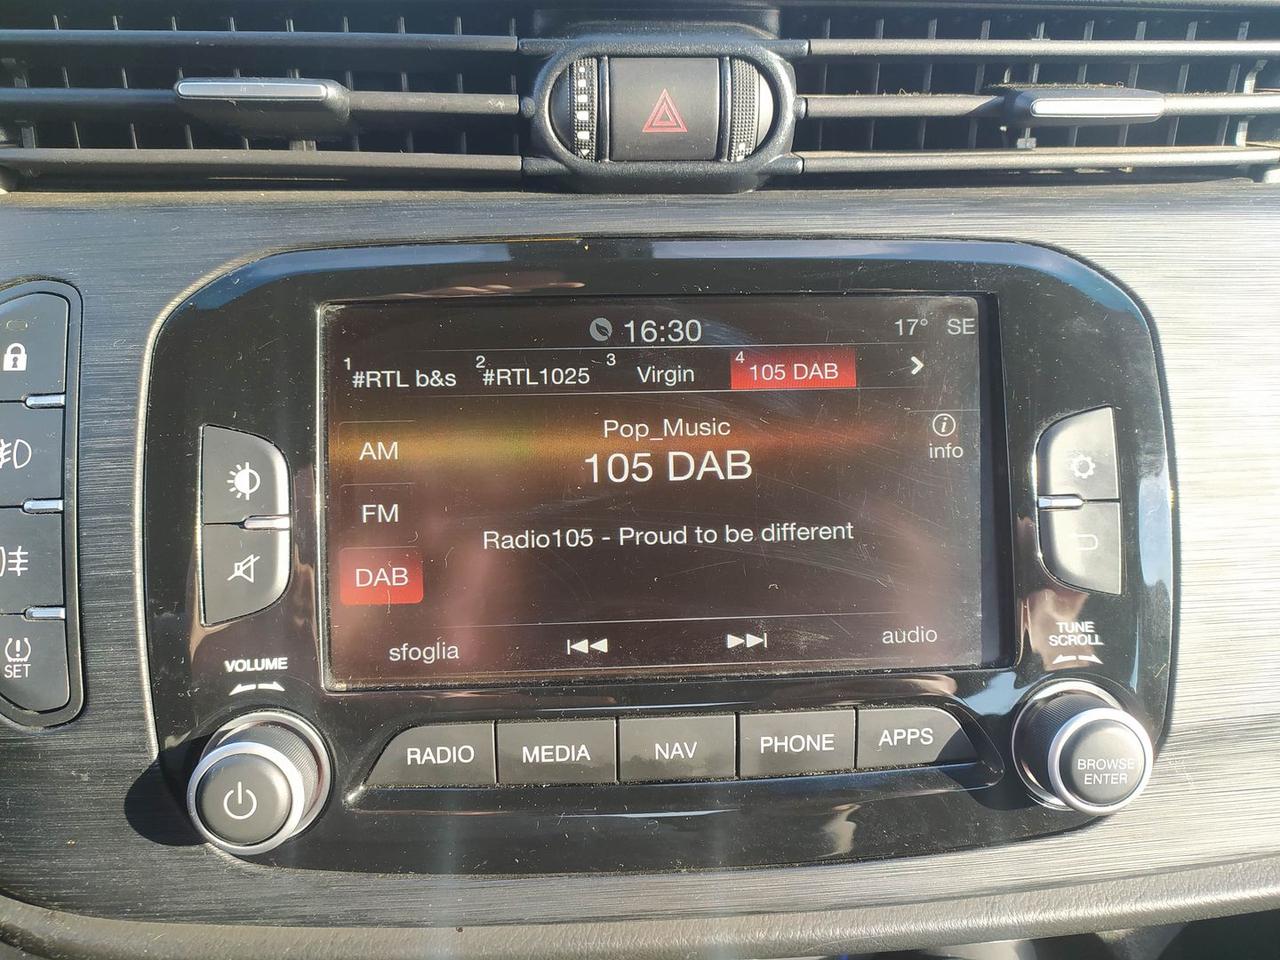 16:30
17° SE
1 #RTL b&s 2 #RTL1025 3 Virgin 4 105 DAB
AM
Pop_Music
105 DAB
info
FM
Radio105 - Proud to be different
DAB
sfoglia
audio
SET
VOLUME
TUNE
SCROLL
RADIO MEDIA NAV PHONE APPS
BROWSE
ENTER